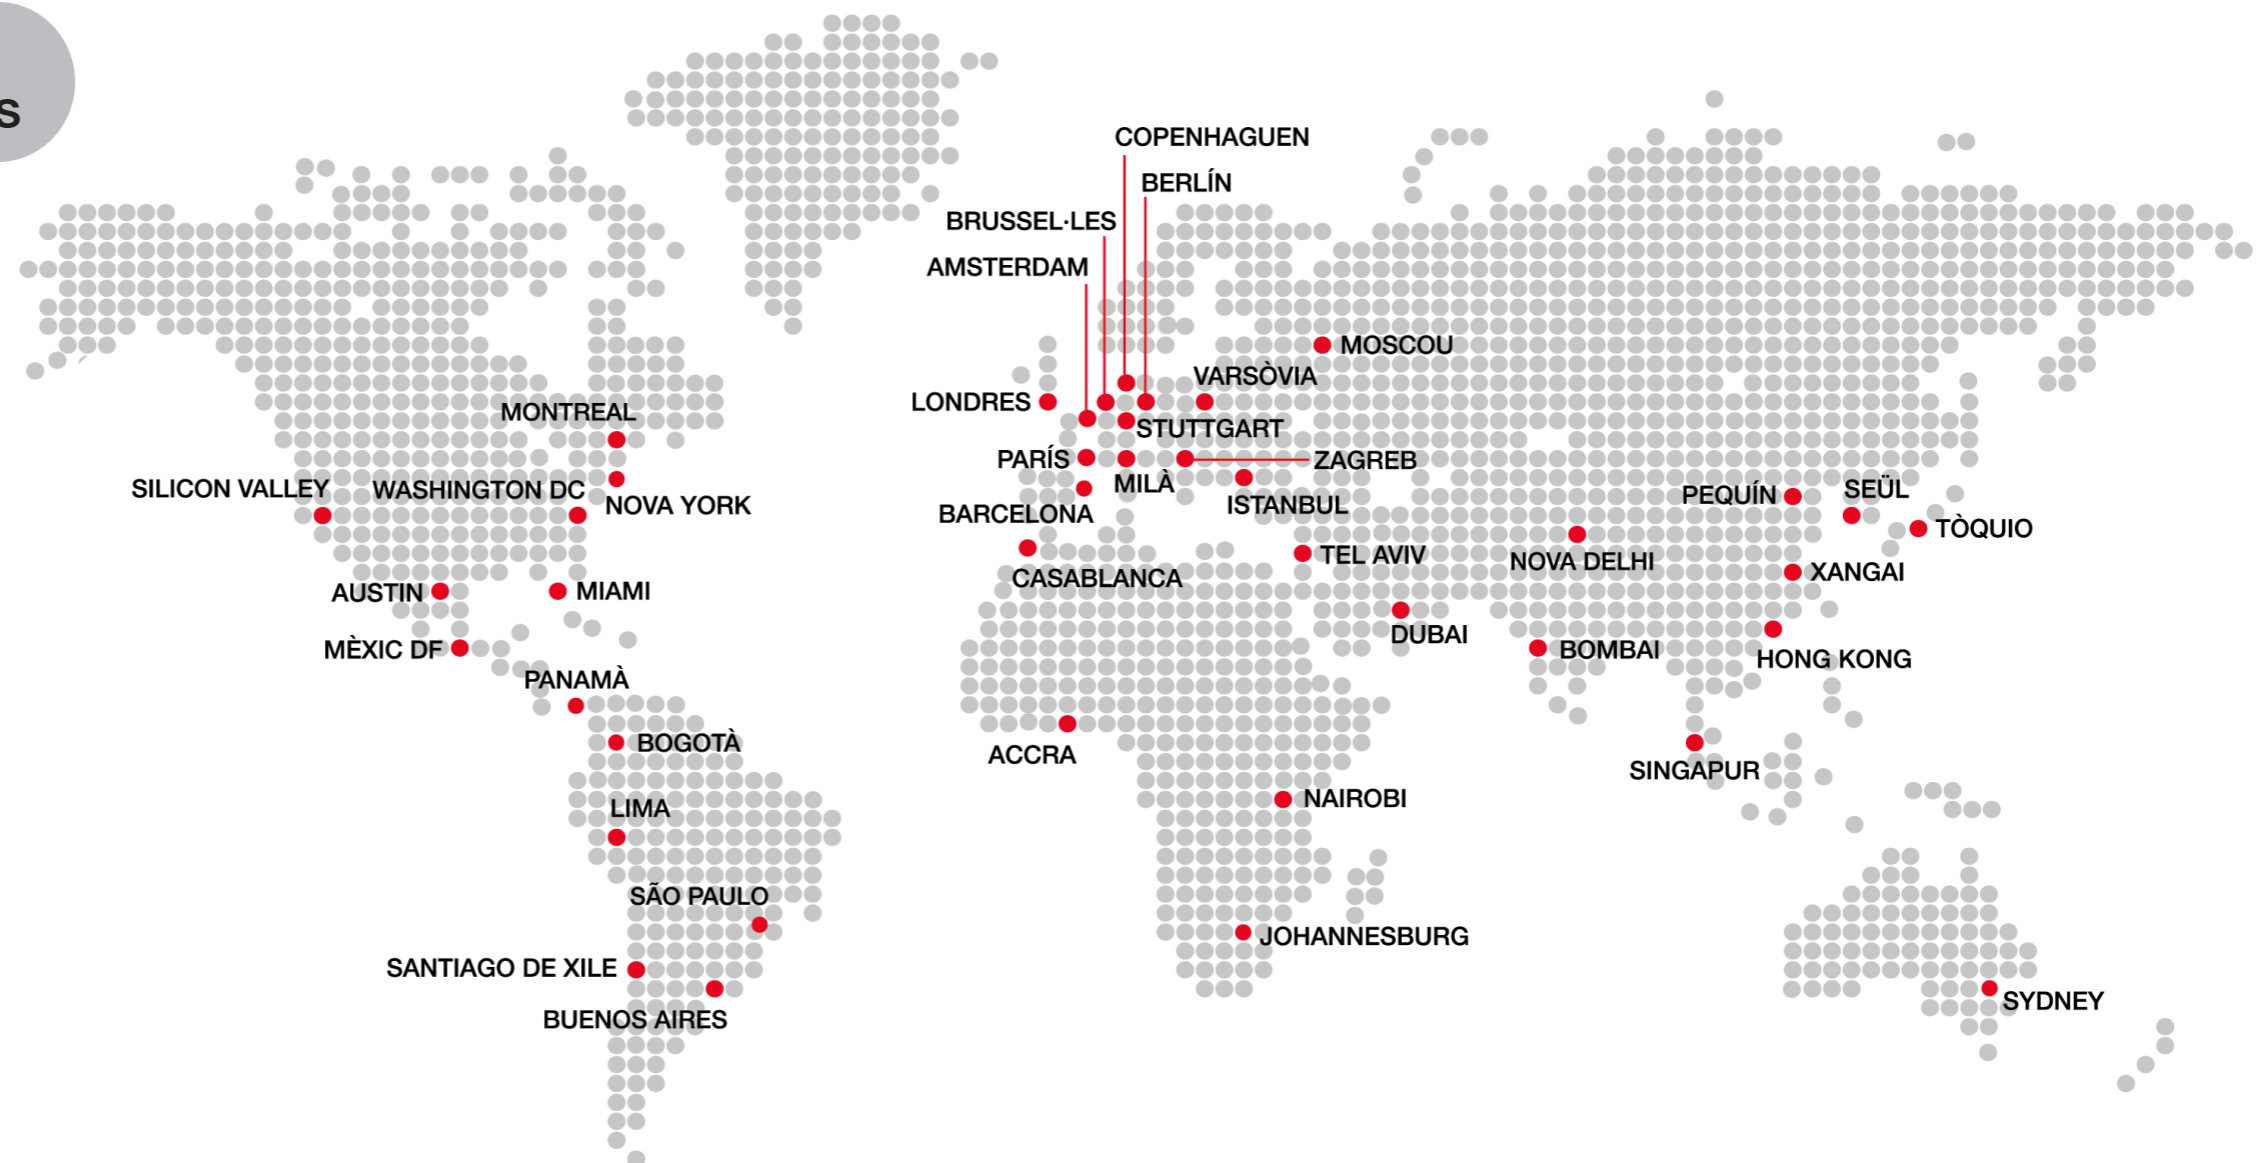 S
COPENHAGUEN
BERLÍN
BRUSSEL·LES
AMSTERDAM
MOSCOU
VARSÒVIA
LONDRES
MONTREAL
STUTTGART
PARÍS
ZAGREB
MILÀ
SILICON VALLEY
WASHINGTON DC
NOVA YORK
BARCELONA
ISTANBUL
PEQUÍN
SEÜL
TÒQUIO
TEL AVIV
NOVA DELHI
XANGAI
CASABLANCA
AUSTIN
MIAMI
DUBAI
MÈXIC DF
BOMBAI
HONG KONG
PANAMÀ
BOGOTÀ
ACCRA
SINGAPUR
NAIROBI
LIMA
SÃO PAULO
JOHANNESBURG
SANTIAGO DE XILE
SYDNEY
BUENOS AIRES